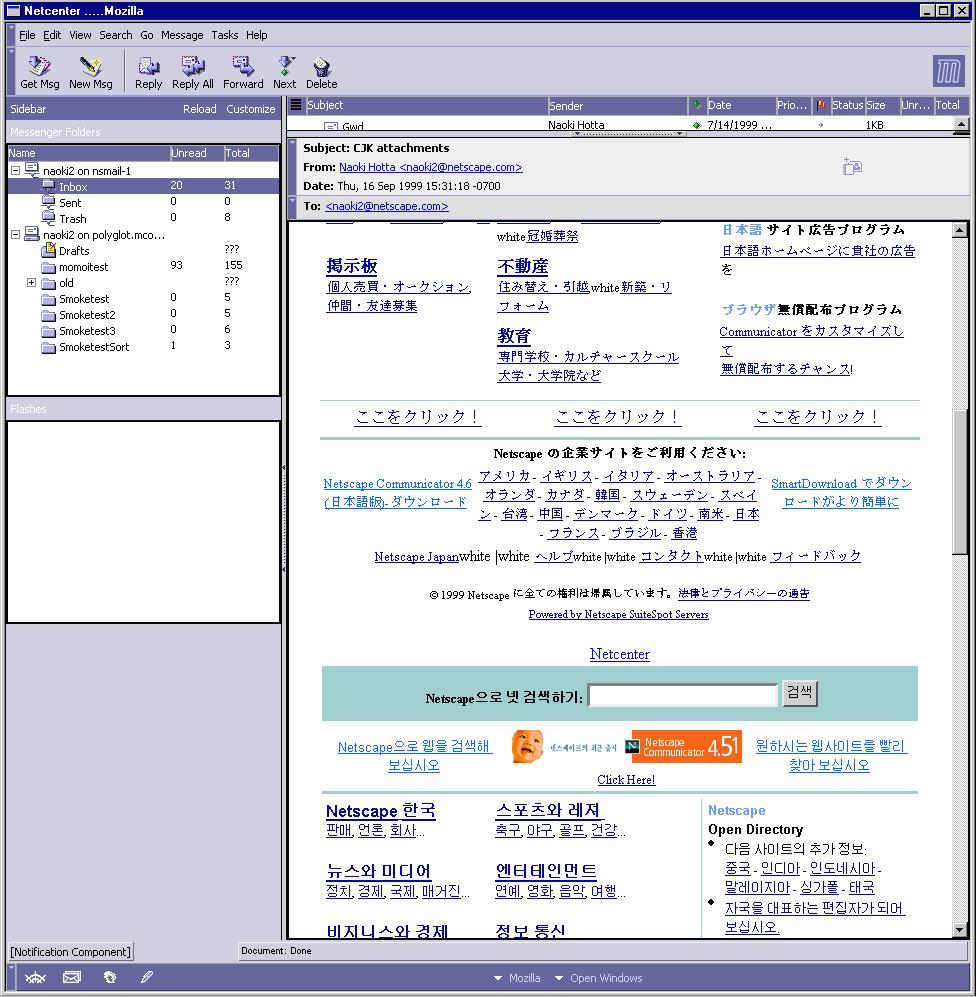 Netcenter .....Mozilla
File Edit View Search Go Message Tasks Help
Get Msg New Msg Reply Reply All Forward Next Delete
Sidebar Reload Customize
Messenger Folders
Name Unread Total
naoki2 on nsmail-1
Inbox 20 31
Sent 0 0
Trash 0 8
naoki2 on polyglot.mco...
Drafts ???
momoitest 93 155
old ???
Smoketest 0 5
Smoketest2 0 5
Smoketest3 0 6
SmoketestSort 1 3
Flashes
Subject Sender Date Prio... Status Size Unr... Total
Gwd Naoki Hotta 7/14/1999 ... 1KB
Subject: CJK attachments
From: Naoki Hotta <naoki2@netscape.com>
Date: Thu, 16 Sep 1999 15:31:18 -0700
To: <naoki2@netscape.com>
white冠婚葬祭
掲示板
個人売買・オークション,
仲間・友達募集
不動産
住み替え・引越white新築・リ
フォーム
教育
専門学校・カルチャースクール
大学・大学院など
日本語 サイト広告プログラム
日本語ホームページに貴社の広告
を
ブラウザ無償配布プログラム
Communicator をカスタマイズし
て
無償配布するチャンス!
ここをクリック！ ここをクリック！ ここをクリック！
Netscape の企業サイトをご利用ください:
Netscape Communicator 4.6
(日本語版)- ダウンロード
アメリカ - イギリス - イタリア - オーストラリア -
オランダ - カナダ - 韓国 - スウェーデン - スペイ
ン - 台湾 - 中国 - デンマーク - ドイツ - 南米 - 日本
- フランス - ブラジル - 香港
SmartDownload でダウン
ロードがより簡単に
Netscape Japanwhite |white ヘルプwhite |white コンタクトwhite |white フィードバック
© 1999 Netscape に全ての権利は帰属しています。法律とプライバシーの通告
Powered by Netscape SuiteSpot Servers
Netcenter
Netscape으로 넷 검색하기: 검색
Netscape으로 웹을 검색해
보십시오
네스케이프의 최근 출시 N Netscape Communicator 4.51
Click Here!
원하시는 웹사이트를 빨리
찾아 보십시오
Netscape 한국
판매, 언론, 회사...
스포츠와 레져
축구, 야구, 골프, 건강...
뉴스와 미디어
정치, 경제, 국제, 매거진...
엔터테인먼트
연예, 영화, 음악, 여행...
비지니스와 경제 정보 통신
Netscape
Open Directory
다음 사이트의 추가 정보:
중국 - 인디아 - 인도네시아 -
말레이지아 - 싱가폴 - 태국
자국을 대표하는 편집자가 되어
보십시오.
[Notification Component] Document: Done
Mozilla Open Windows